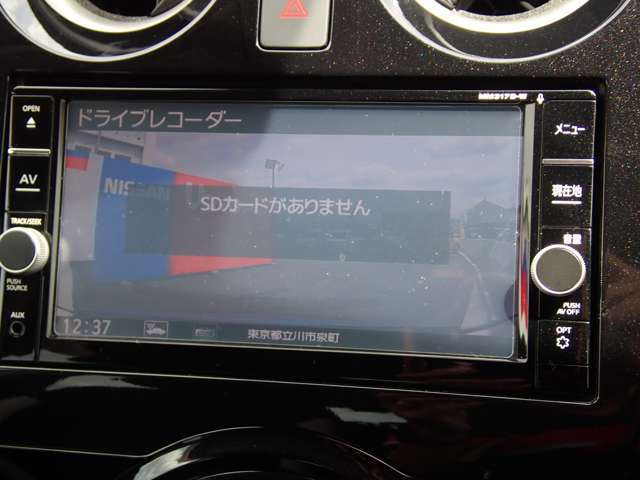 MM317D-W
OPEN
AV
TRACK/SEEK
PUSH
SOURCE
AUX
ドライブレコーダー
NISSAN U
SDカードがありません
12:37
東京都立川市泉町
メニュー
現在地
音量
PUSH
AV OFF
OPT